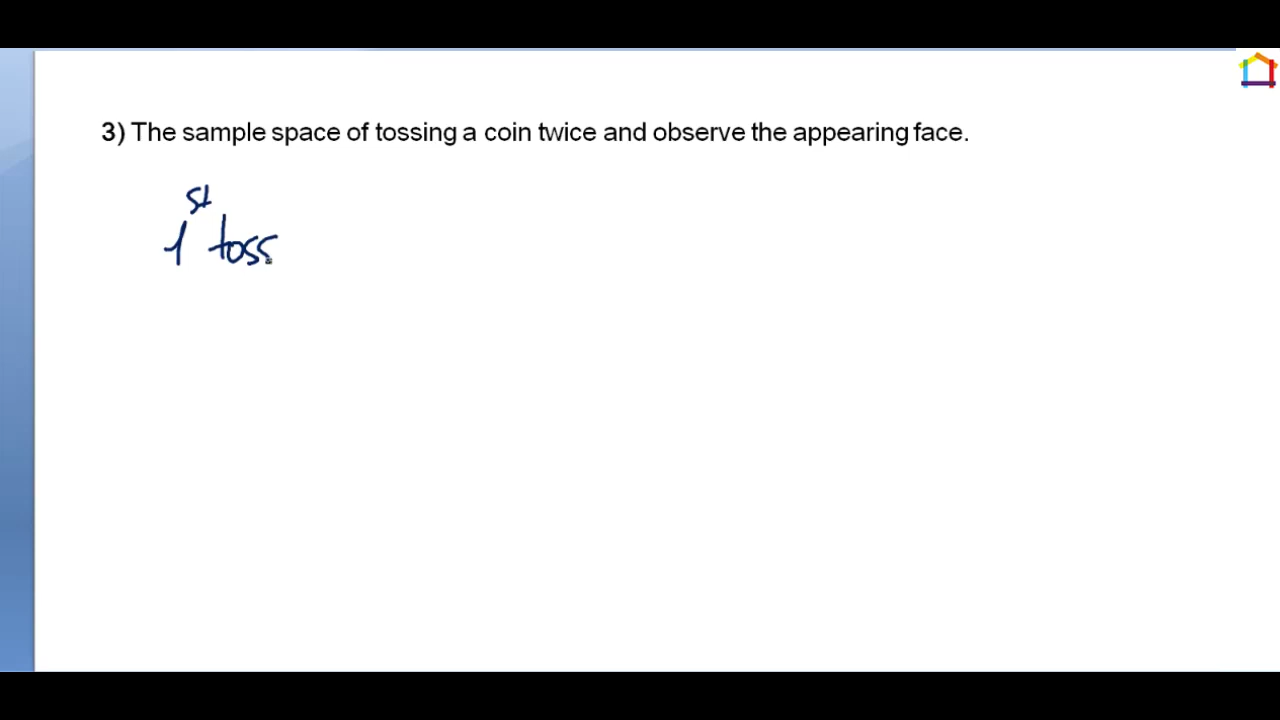 3) The sample space of tossing a coin twice and observe the appearing face.
1st toss